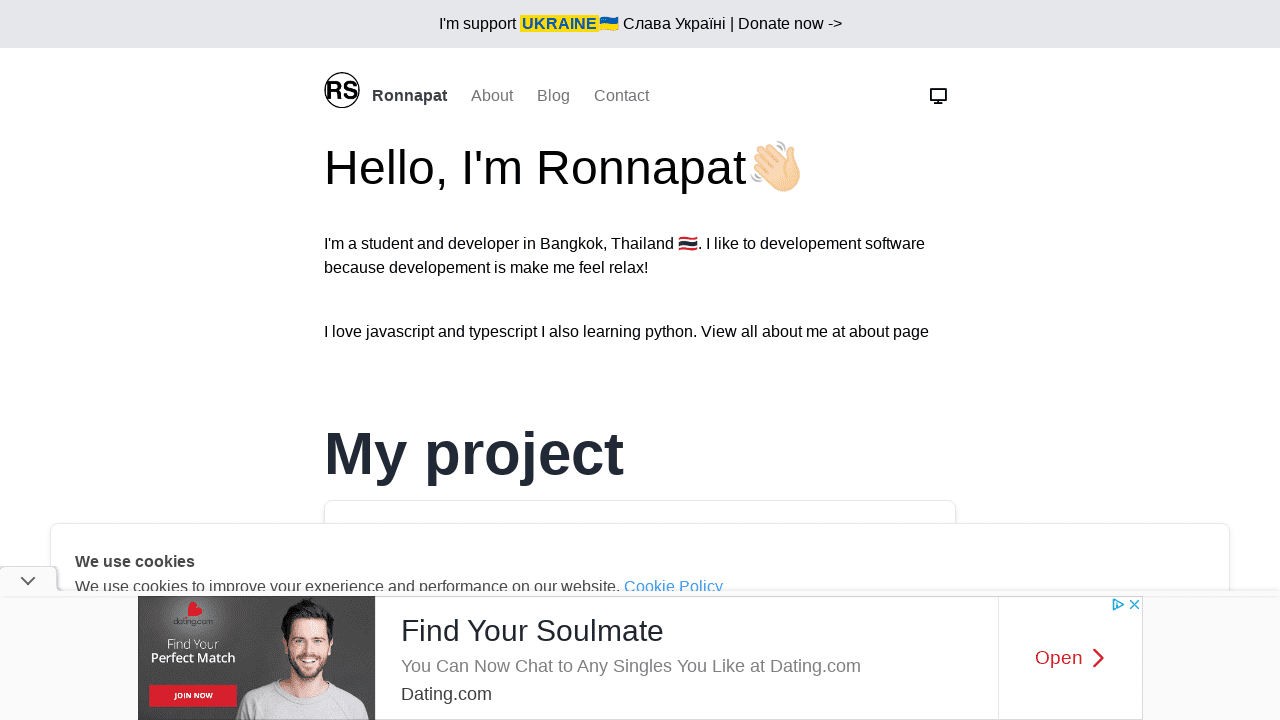 I'm support UKRAINE🇺🇦 Слава Україні | Donate now ->
RS Ronnapat About Blog Contact
Hello, I'm Ronnapat👋🏻
I'm a student and developer in Bangkok, Thailand 🇹🇭. I like to developement software
because developement is make me feel relax!
I love javascript and typescript I also learning python. View all about me at about page
My project
We use cookies
We use cookies to improve your experience and performance on our website. Cookie Policy
dating.com
Find Your
Perfect Match
JOIN NOW
Find Your Soulmate
You Can Now Chat to Any Singles You Like at Dating.com
Dating.com
Open